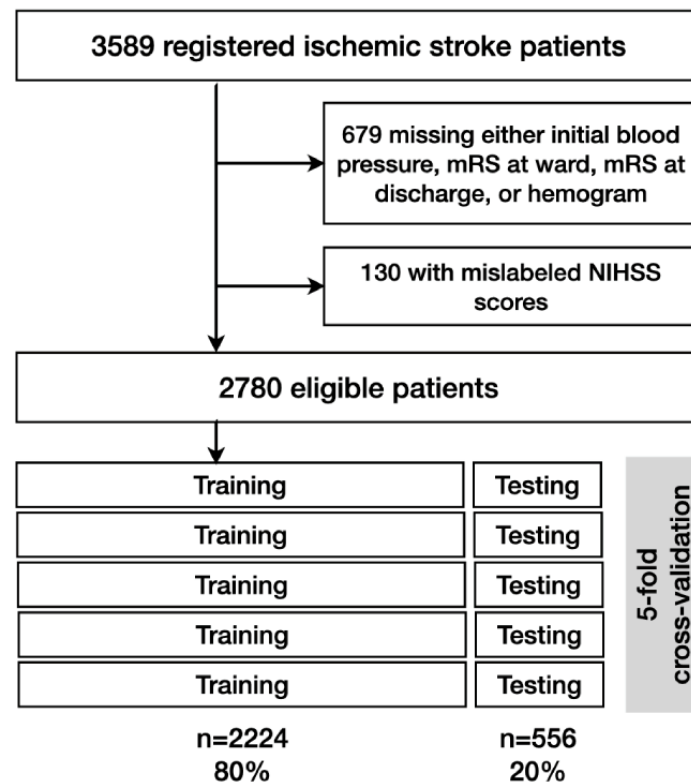 3589 registered ischemic stroke patients
679 missing either initial blood
pressure, mRS at ward, mRS at
discharge, or hemogram
130 with mislabeled NIHSS
scores
2780 eligible patients
Training Testing
Training Testing
Training Testing
Training Testing
Training Testing
5-fold
cross-validation
n=2224 n=556
80% 20%